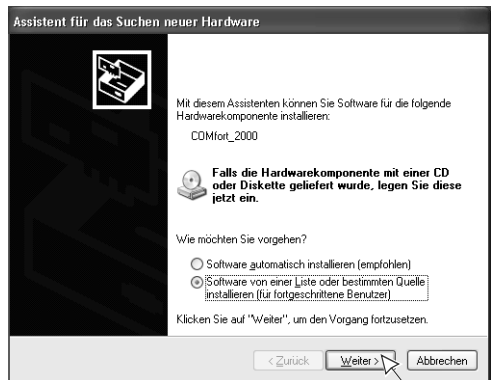 Assistent für das Suchen neuer Hardware
Mit diesem Assistenten können Sie Software für die folgende
Hardwarekomponente installieren:
COMfort_2000
Falls die Hardwarekomponente mit einer CD
oder Diskette geliefert wurde, legen Sie diese
jetzt ein.
Wie möchten Sie vorgehen?
Software automatisch installieren (empfohlen)
Software von einer Liste oder bestimmten Quelle
installieren (für fortgeschrittene Benutzer)
Klicken Sie auf "Weiter", um den Vorgang fortzusetzen.
< Zurück Weiter > Abbrechen